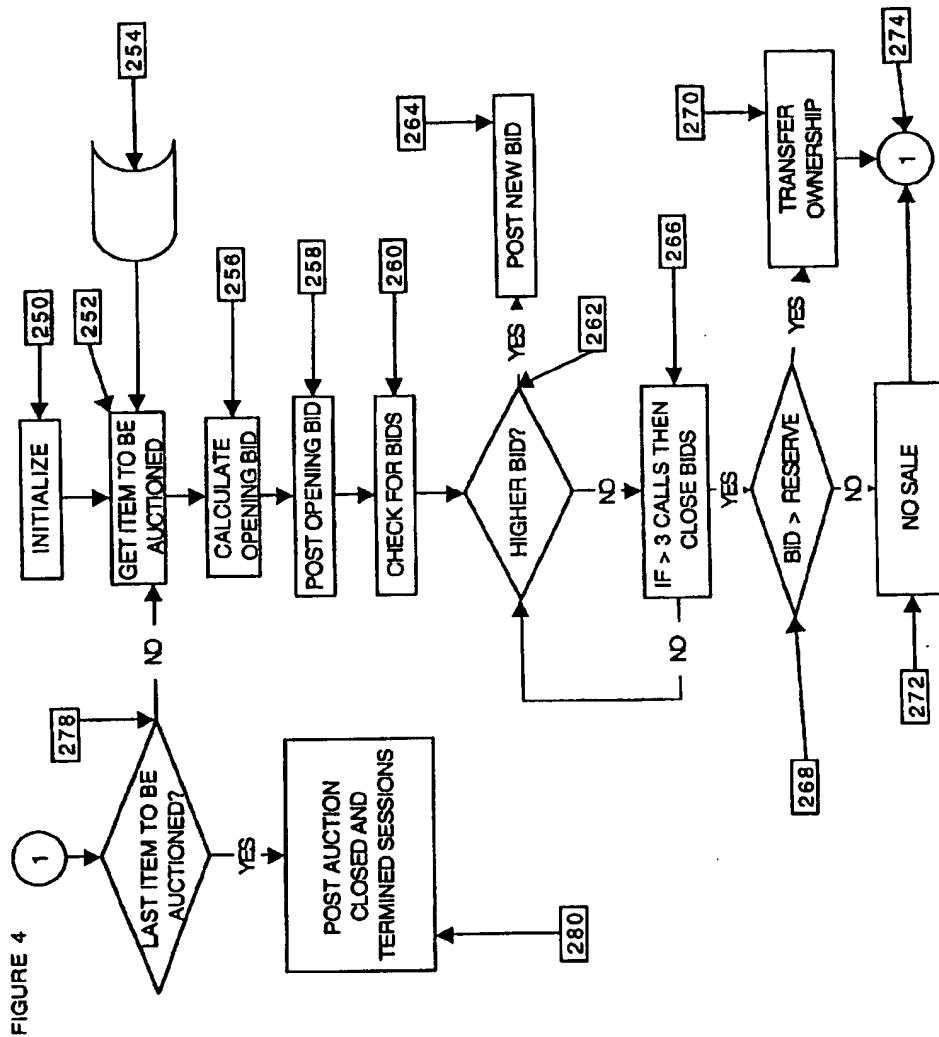 FIGURE 4
1
LAST ITEM TO BE
AUCTIONED?
278
NO
YES
POST AUCTION
CLOSED AND
TERMINED SESSIONS
280
INITIALIZE
250
252
GET ITEM TO BE
AUCTIONED
254
CALCULATE
OPENING BID
256
POST OPENING BID
258
CHECK FOR BIDS
260
HIGHER BID?
262
YES
POST NEW BID
264
NO
IF > 3 CALLS THEN
CLOSE BIDS
266
NO
YES
BID > RESERVE
268
YES
TRANSFER
OWNERSHIP
270
NO
NO SALE
272
1
274